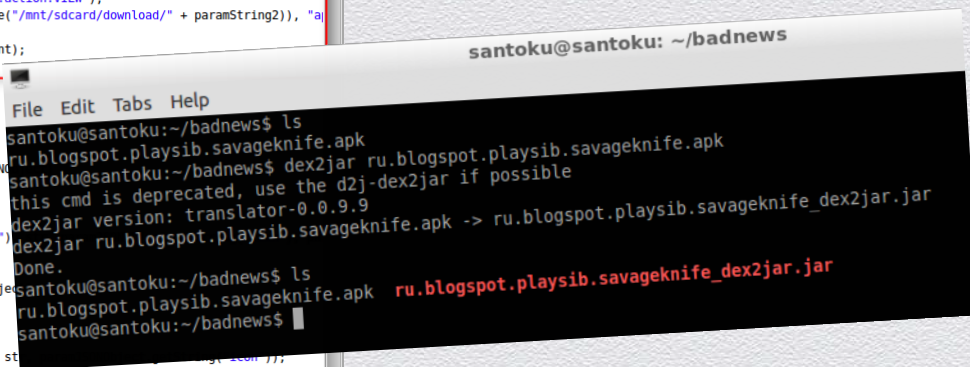 e("/mnt/sdcard/download/" + paramString2)), "ap
nt);
santoku@santoku: ~/badnews
File Edit Tabs Help
santoku@santoku:~/badnews$ ls
ru.blogspot.playsib.savageknife.apk
santoku@santoku:~/badnews$ dex2jar ru.blogspot.playsib.savageknife.apk
this cmd is deprecated, use the d2j-dex2jar if possible
dex2jar version: translator-0.0.9.9
dex2jar ru.blogspot.playsib.savageknife.apk -> ru.blogspot.playsib.savageknife_dex2jar.jar
Done.
santoku@santoku:~/badnews$ ls
ru.blogspot.playsib.savageknife.apk ru.blogspot.playsib.savageknife_dex2jar.jar
santoku@santoku:~/badnews$